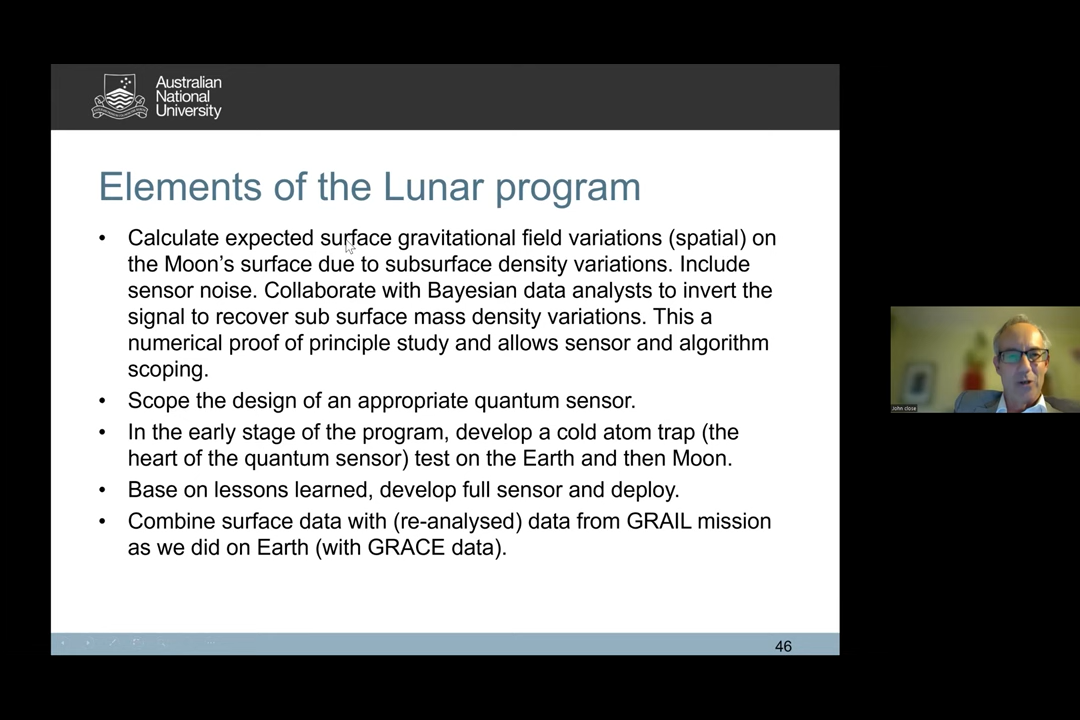 Australian
National
University
Elements of the Lunar program
• Calculate expected surface gravitational field variations (spatial) on
the Moon's surface due to subsurface density variations. Include
sensor noise. Collaborate with Bayesian data analysts to invert the
signal to recover sub surface mass density variations. This a
numerical proof of principle study and allows sensor and algorithm
scoping.
• Scope the design of an appropriate quantum sensor.
• In the early stage of the program, develop a cold atom trap (the
heart of the quantum sensor) test on the Earth and then Moon.
• Base on lessons learned, develop full sensor and deploy.
• Combine surface data with (re-analysed) data from GRAIL mission
as we did on Earth (with GRACE data).
46
John close